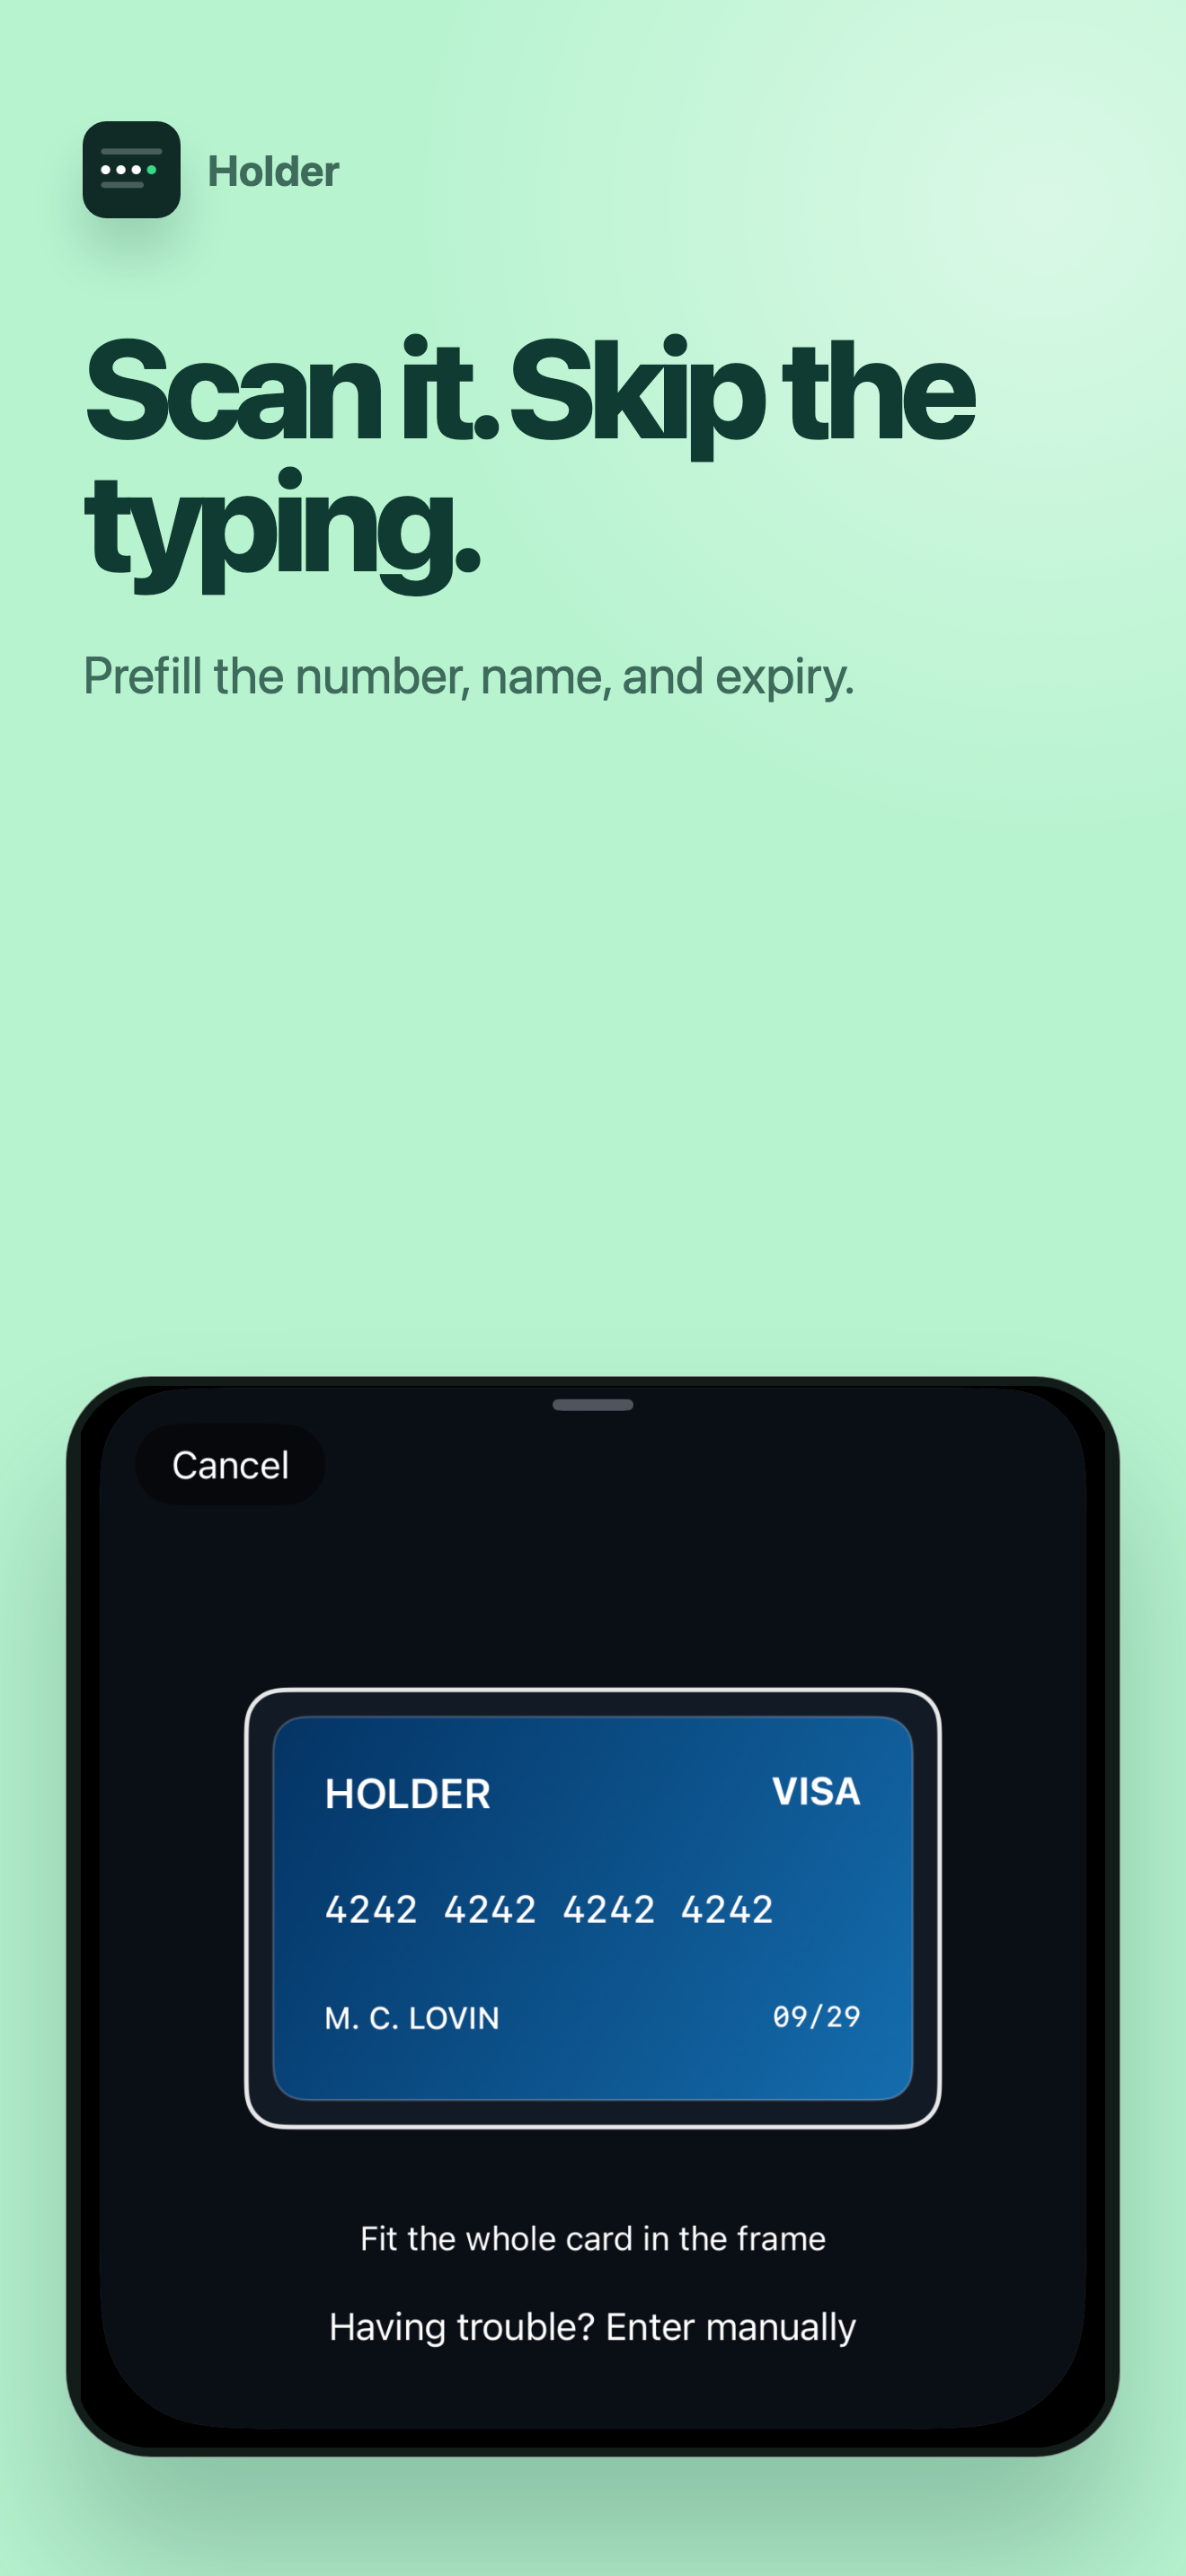 Holder
Scan it. Skip the
typing.
Prefill the number, name, and expiry.
Cancel
HOLDER VISA
4242 4242 4242 4242
M. C. LOVIN 09/29
Fit the whole card in the frame
Having trouble? Enter manually